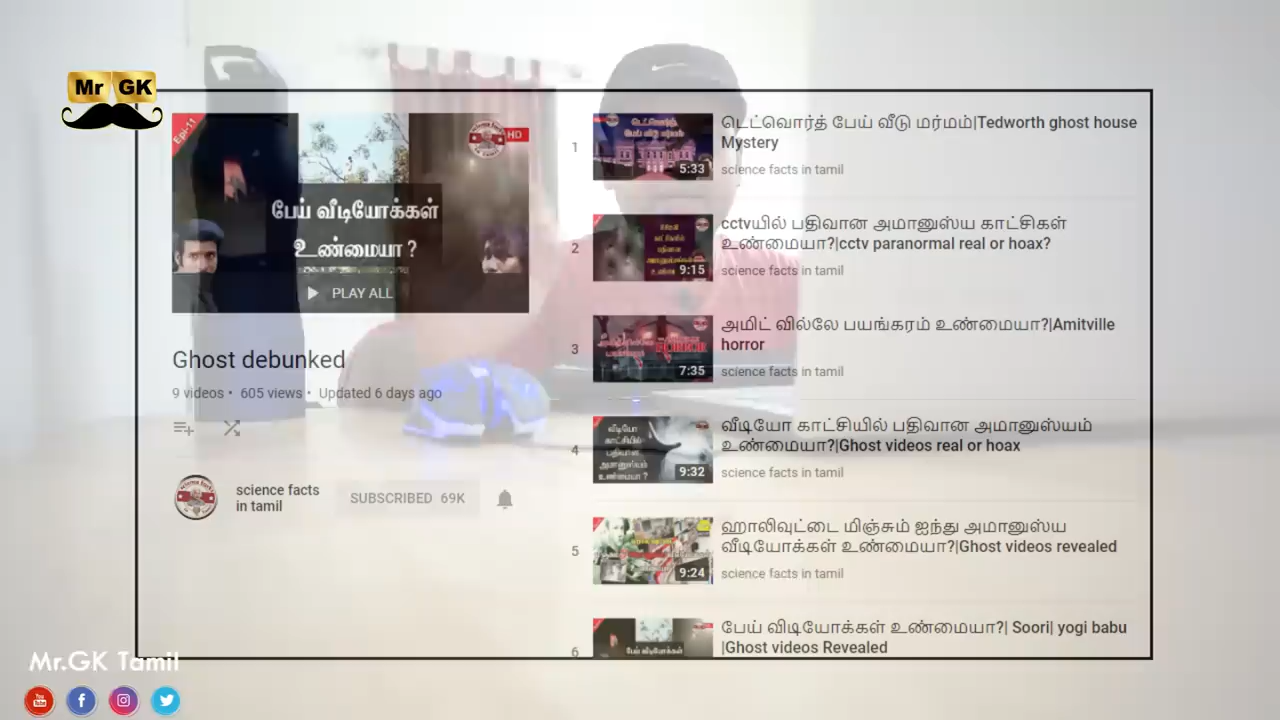 Mr GK
Epi-11
HD
பேய் வீடியோக்கள்
உண்மையா ?
PLAY ALL
Ghost debunked
9 videos • 605 views • Updated 6 days ago
science facts
in tamil
SUBSCRIBED 69K
1
5:33
டெட்வொர்த் பேய் வீடு மர்மம்|Tedworth ghost house
Mystery
science facts in tamil
2
9:15
cctvயில் பதிவான அமானுஸ்ய காட்சிகள்
உண்மையா?|cctv paranormal real or hoax?
science facts in tamil
3
7:35
அமிட் வில்லே பயங்கரம் உண்மையா?|Amitville
horror
science facts in tamil
4
வீடியோ
காட்சியில்
பதிவான
அமானுஸ்யம்
உண்மையா ?
9:32
வீடியோ காட்சியில் பதிவான அமானுஸ்யம்
உண்மையா?|Ghost videos real or hoax
science facts in tamil
5
9:24
ஹாலிவுட்டை மிஞ்சும் ஐந்து அமானுஸ்ய
வீடியோக்கள் உண்மையா?|Ghost videos revealed
science facts in tamil
6
பேய் வீடியோக்கள்
பேய் விடியோக்கள் உண்மையா?| Soori| yogi babu
|Ghost videos Revealed
Mr.GK Tamil